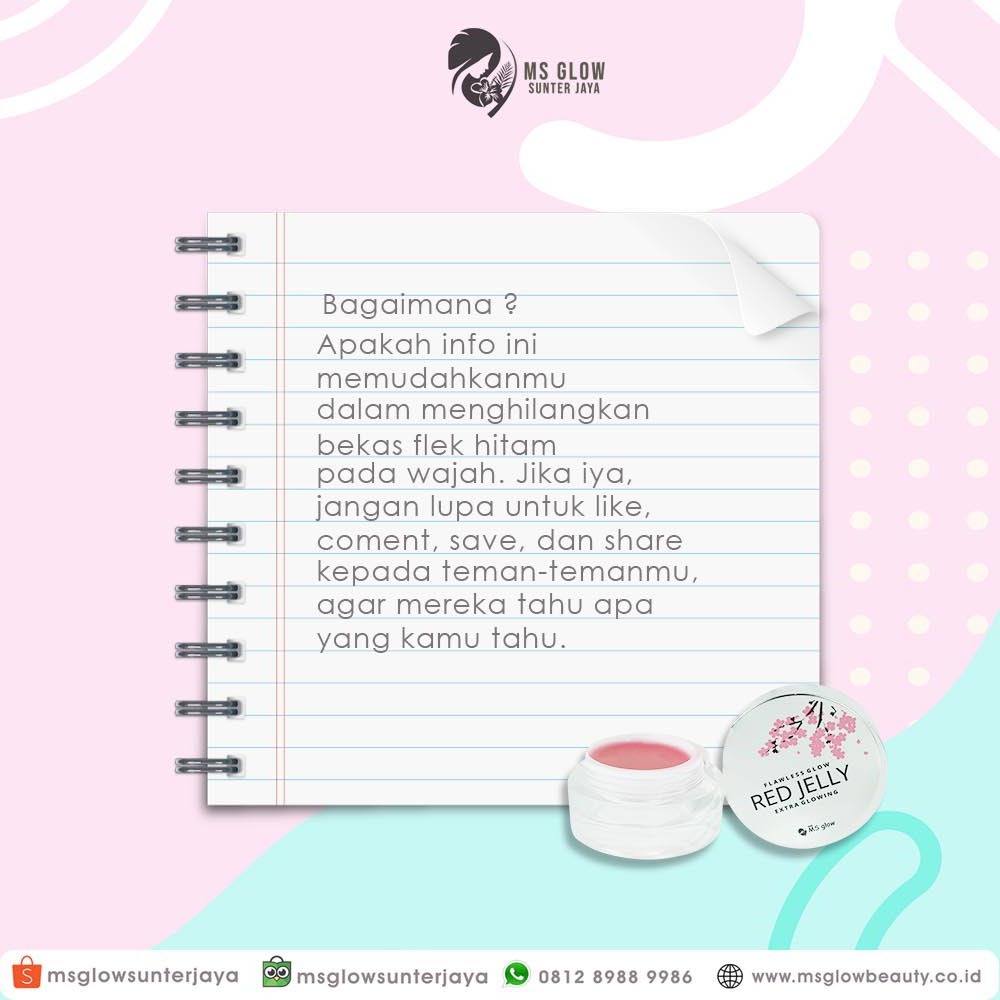 MS GLOW
SUNTER JAYA
Bagaimana ?
Apakah info ini
memudahkanmu
dalam menghilangkan
bekas flek hitam
pada wajah. Jika iya,
jangan lupa untuk like,
coment, save, dan share
kepada teman-temanmu,
agar mereka tahu apa
yang kamu tahu.
FLAWLESS GLOW
RED JELLY
EXTRA GLOWING
MS glow
msglowsunterjaya
msglowsunterjaya
0812 8988 9986
www.msglowbeauty.co.id